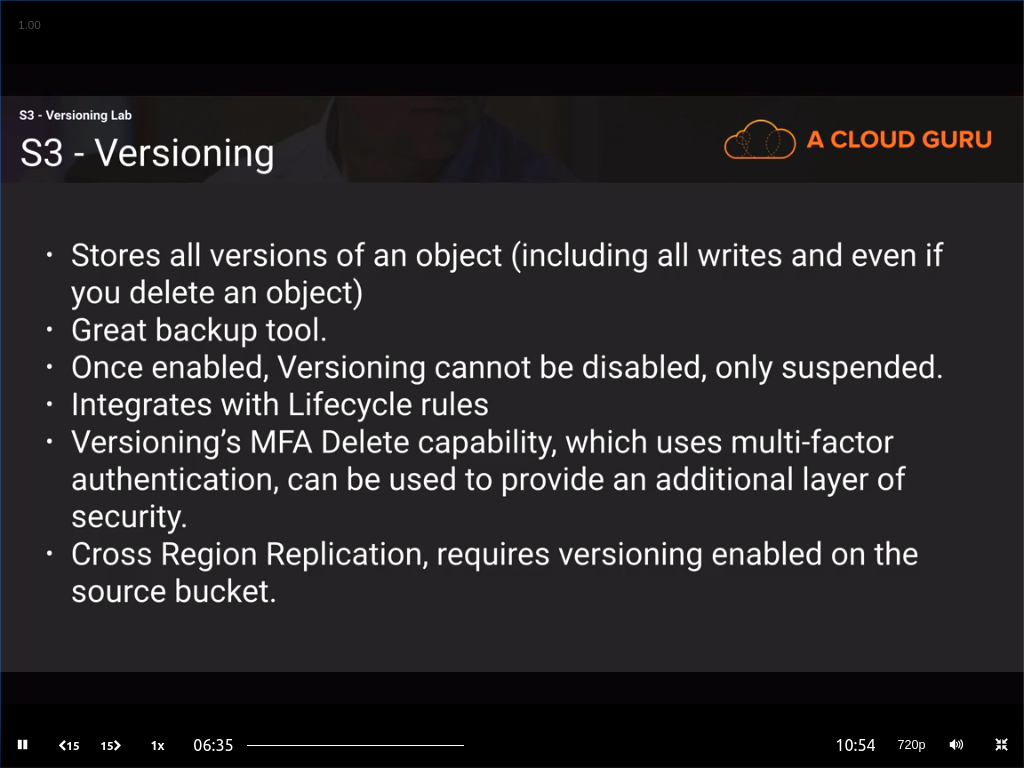 1.00
S3 - Versioning Lab
S3 - Versioning
A CLOUD GURU
• Stores all versions of an object (including all writes and even if
you delete an object)
• Great backup tool.
• Once enabled, Versioning cannot be disabled, only suspended.
• Integrates with Lifecycle rules
• Versioning’s MFA Delete capability, which uses multi-factor
authentication, can be used to provide an additional layer of
security.
• Cross Region Replication, requires versioning enabled on the
source bucket.
15 15 1x 06:35 10:54 720p